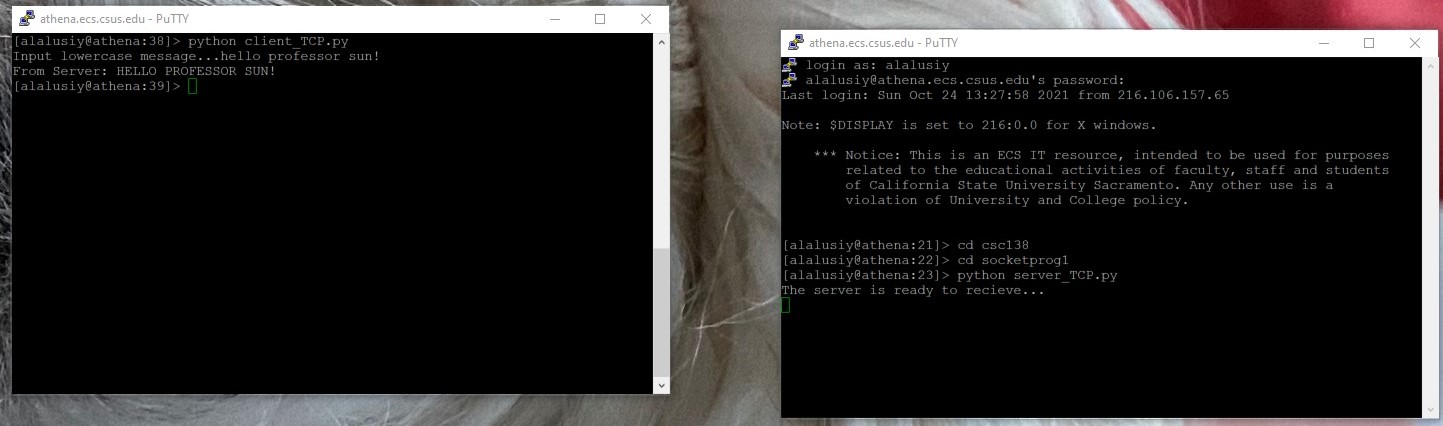 athena.ecs.csus.edu - PuTTY
[alalusiy@athena:38]> python client_TCP.py
Input lowercase message...hello professor sun!
From Server: HELLO PROFESSOR SUN!
[alalusiy@athena:39]>
athena.ecs.csus.edu - PuTTY
login as: alalusiy
alalusiy@athena.ecs.csus.edu's password:
Last login: Sun Oct 24 13:27:58 2021 from 216.106.157.65
Note: $DISPLAY is set to 216:0.0 for X windows.
*** Notice: This is an ECS IT resource, intended to be used for purposes
related to the educational activities of faculty, staff and students
of California State University Sacramento. Any other use is a
violation of University and College policy.
[alalusiy@athena:21]> cd csc138
[alalusiy@athena:22]> cd socketprog1
[alalusiy@athena:23]> python server_TCP.py
The server is ready to recieve...